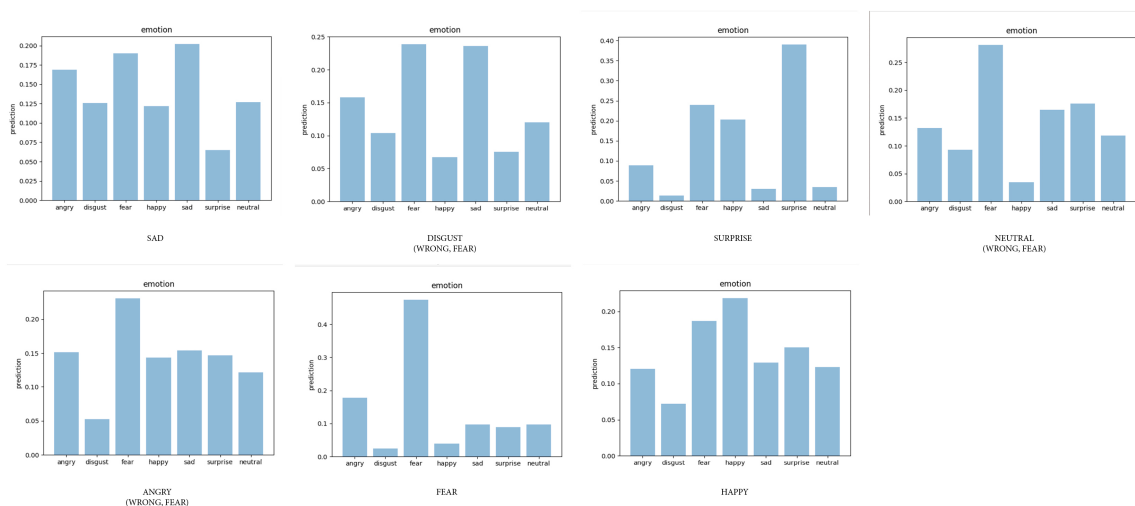 emotion
prediction
0.200
0.175
0.150
0.125
0.100
0.075
0.050
0.025
0.000
angry disgust fear happy sad surprise neutral
SAD
emotion
prediction
0.25
0.20
0.15
0.10
0.05
0.00
angry disgust fear happy sad surprise neutral
DISGUST
(WRONG, FEAR)
emotion
prediction
0.40
0.35
0.30
0.25
0.20
0.15
0.10
0.05
0.00
angry disgust fear happy sad surprise neutral
SURPRISE
emotion
prediction
0.25
0.20
0.15
0.10
0.05
0.00
angry disgust fear happy sad surprise neutral
NEUTRAL
(WRONG, FEAR)
emotion
prediction
0.20
0.15
0.10
0.05
0.00
angry disgust fear happy sad surprise neutral
ANGRY
(WRONG, FEAR)
emotion
prediction
0.4
0.3
0.2
0.1
0.0
angry disgust fear happy sad surprise neutral
FEAR
emotion
prediction
0.20
0.15
0.10
0.05
0.00
angry disgust fear happy sad surprise neutral
HAPPY